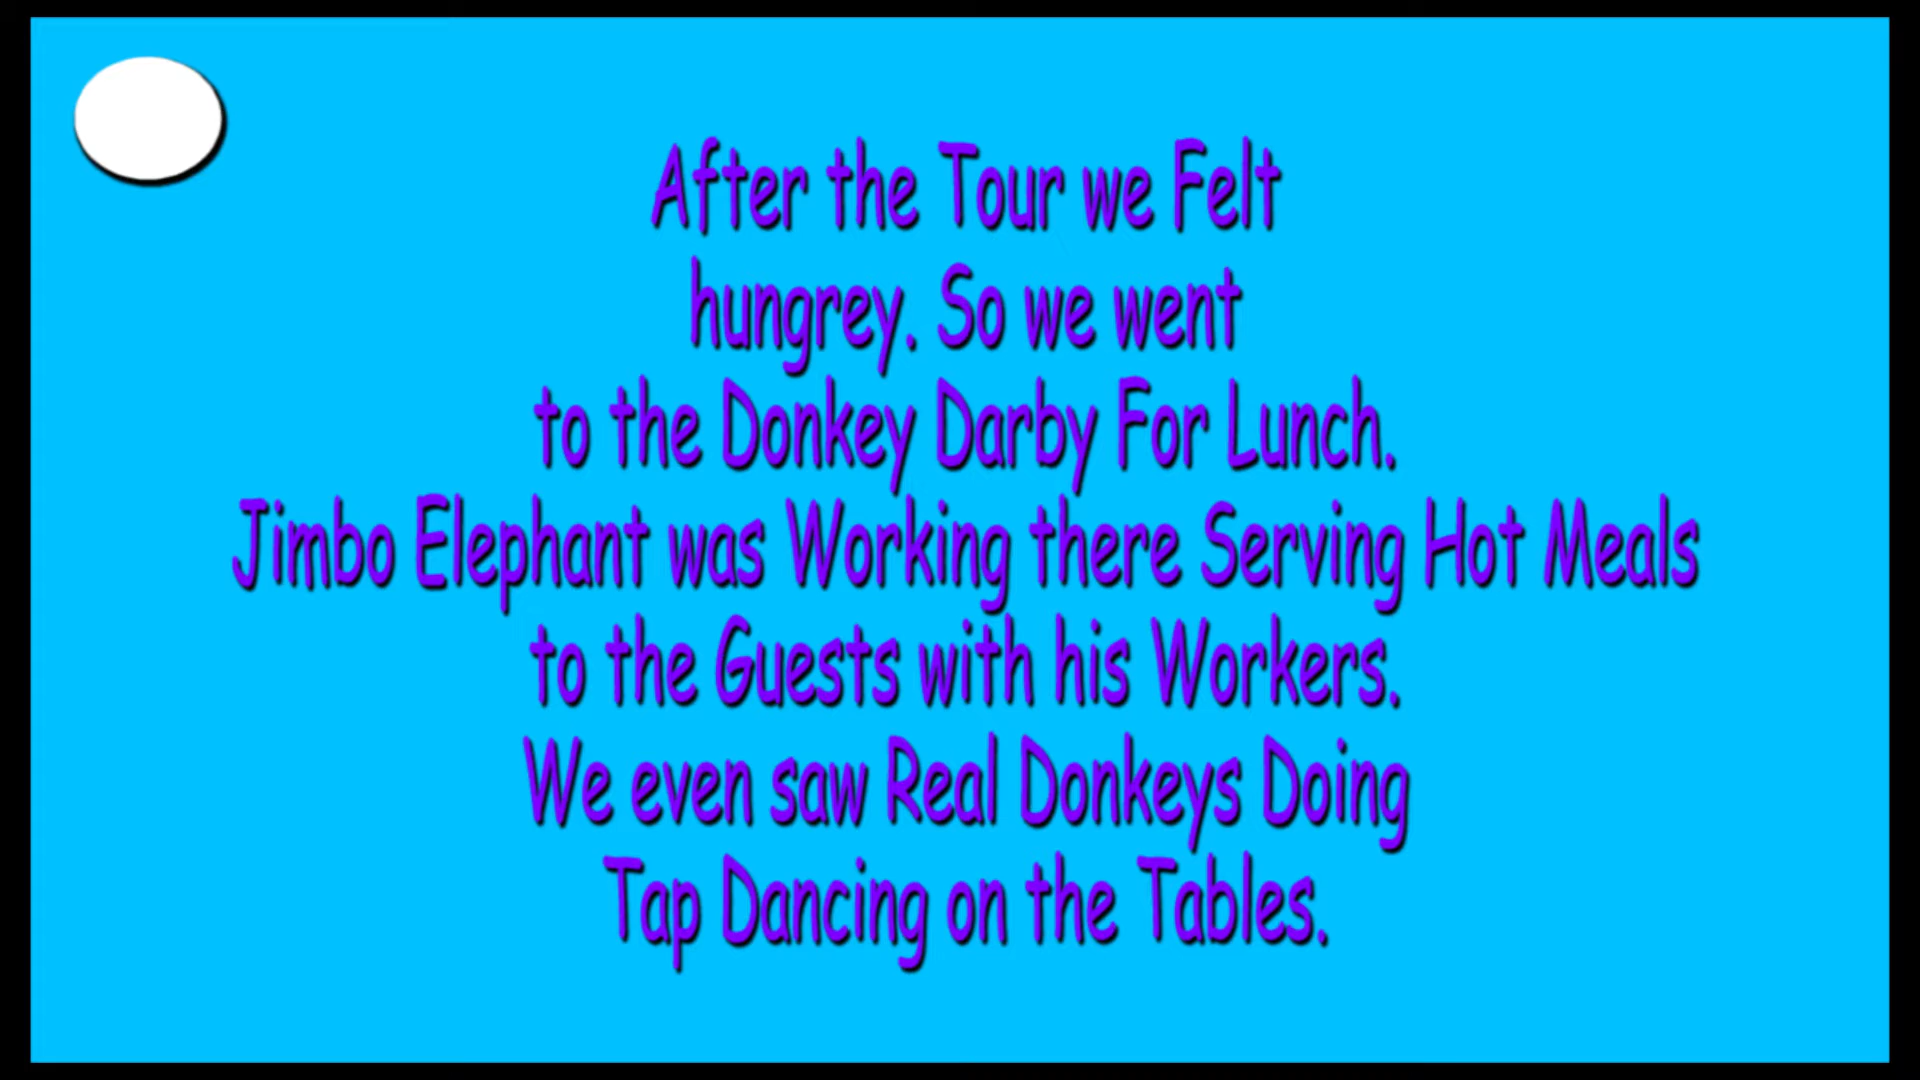 After the Tour we Felt
hungrey. So we went
to the Donkey Darby For Lunch.
Jimbo Elephant was Working there Serving Hot Meals
to the Guests with his Workers.
We even saw Real Donkeys Doing
Tap Dancing on the Tables.